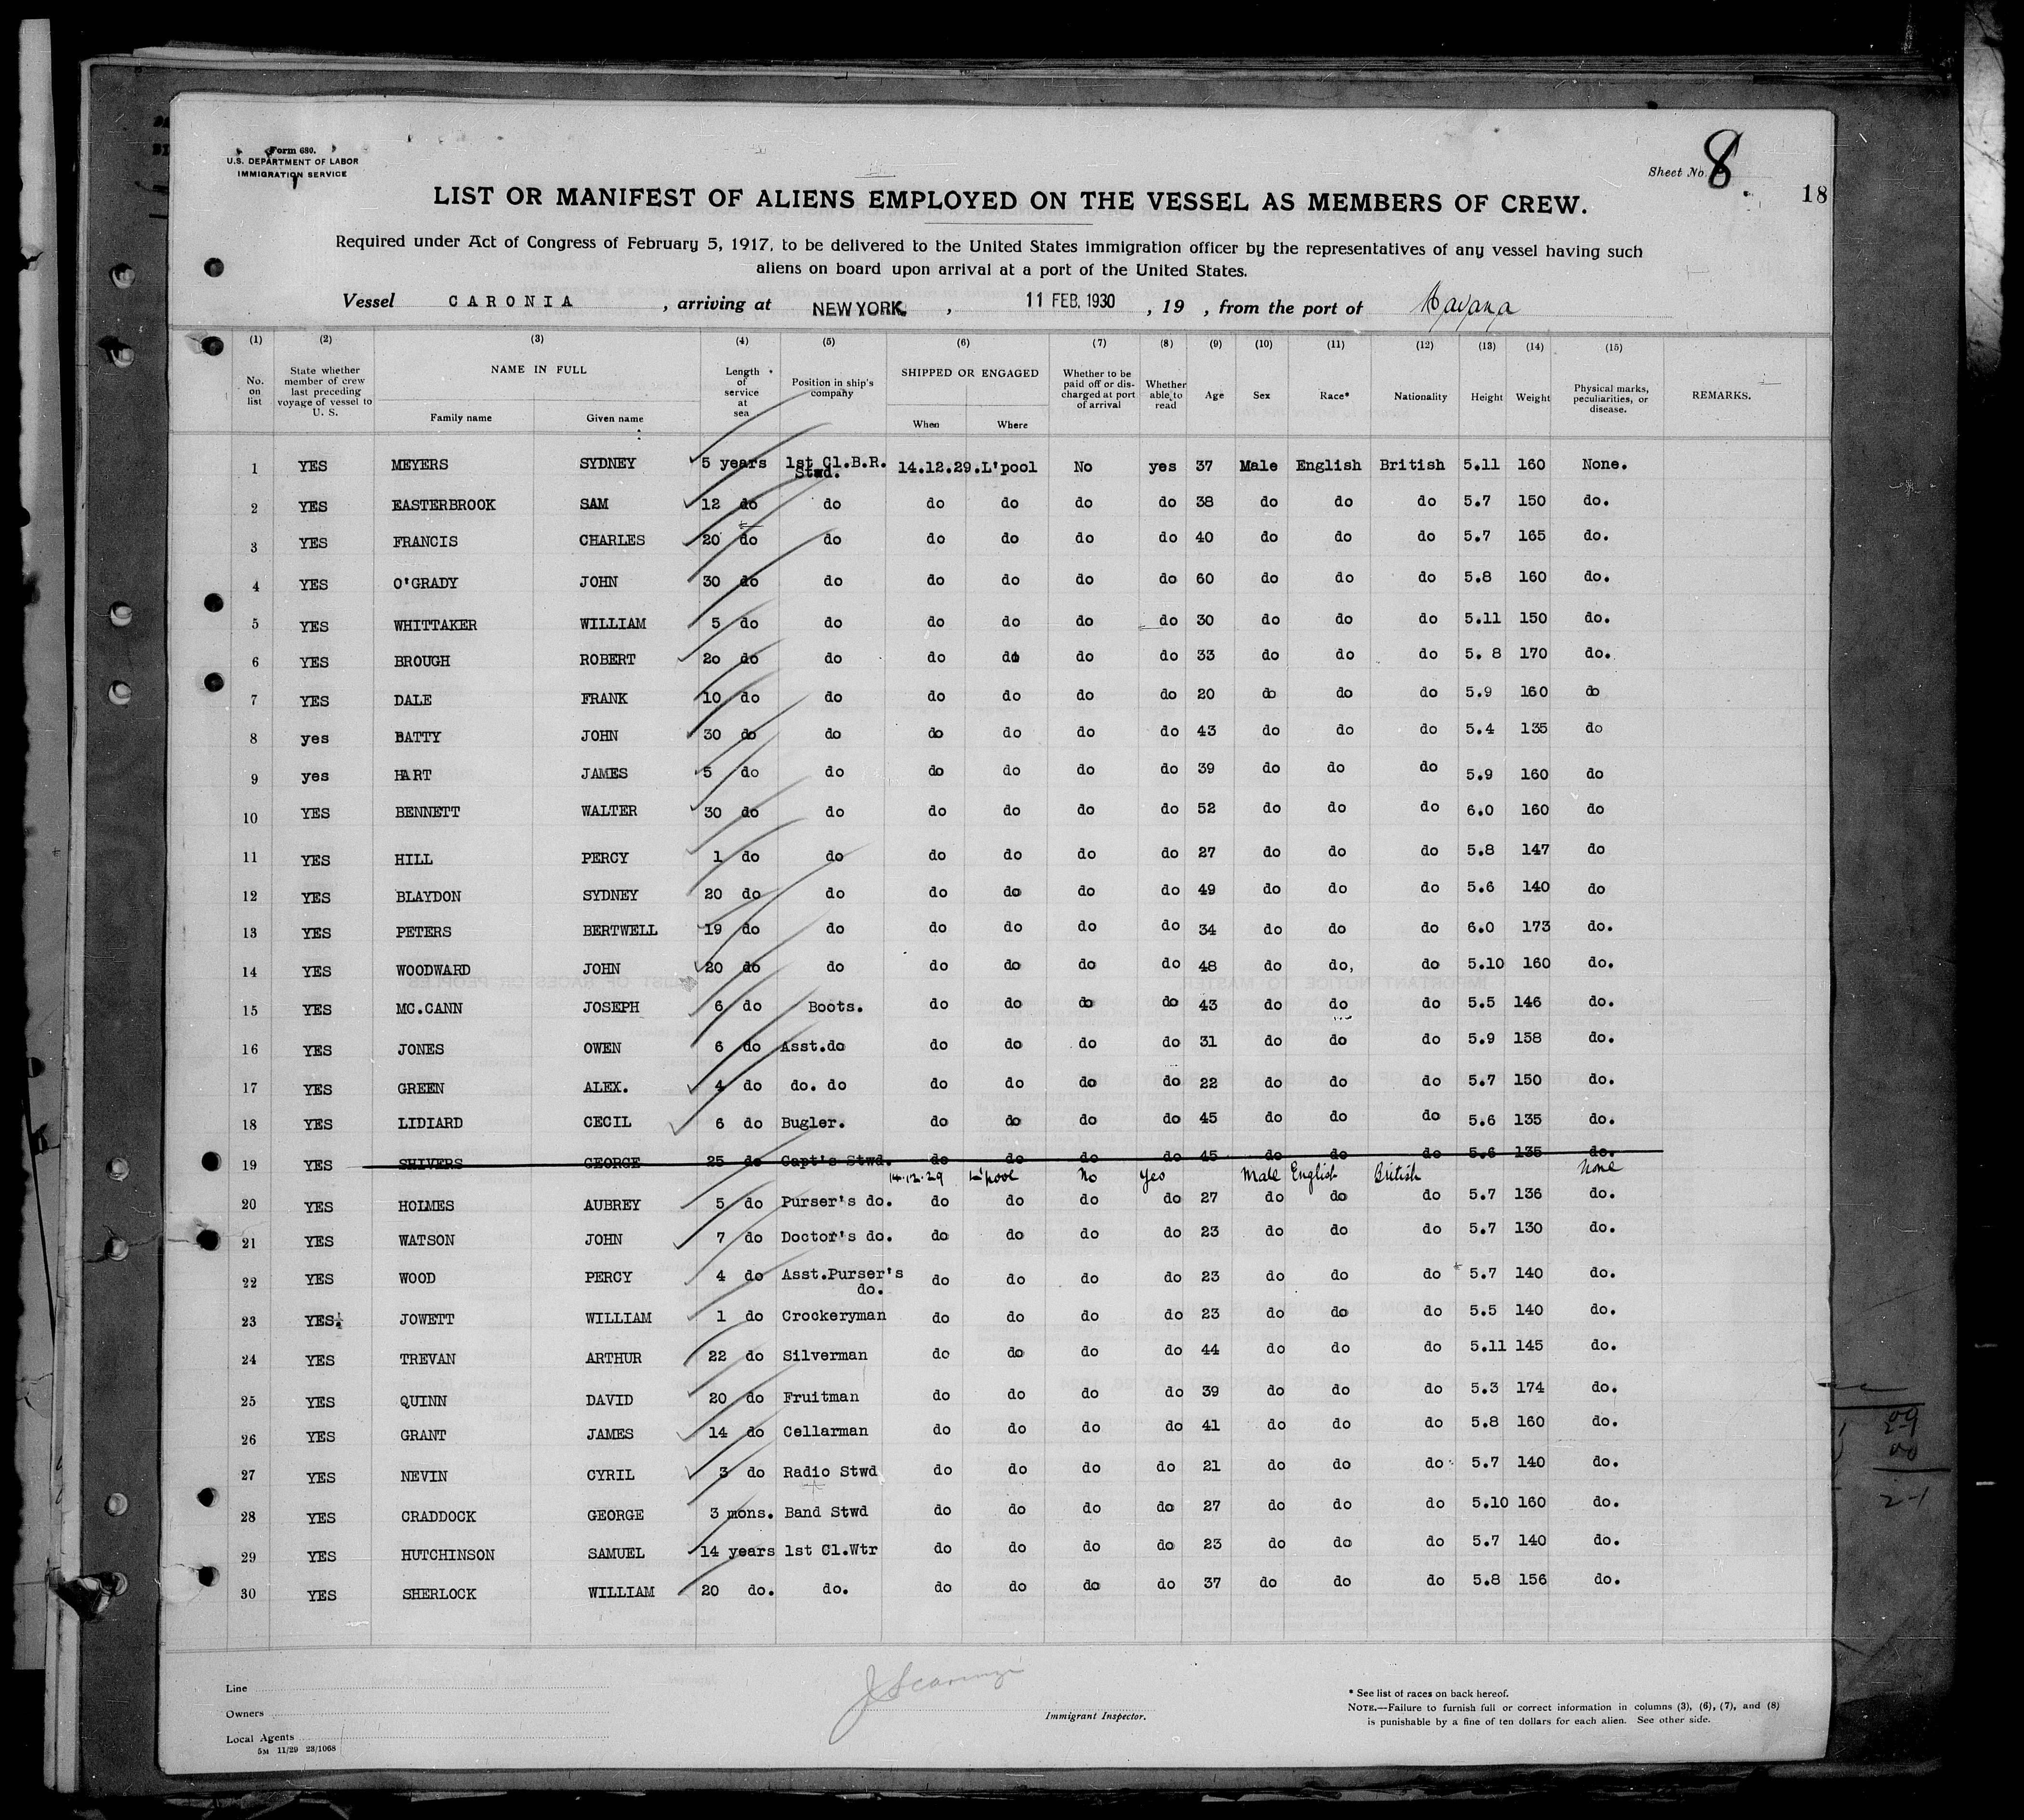 Form 680.
U.S. DEPARTMENT OF LABOR
IMMIGRATION SERVICE
Sheet No. 8
18
LIST OR MANIFEST OF ALIENS EMPLOYED ON THE VESSEL AS MEMBERS OF CREW.
Required under Act of Congress of February 5, 1917, to be delivered to the United States immigration officer by the representatives of any vessel having such
aliens on board upon arrival at a port of the United States.
Vessel CARONIA , arriving at NEW YORK , 11 FEB. 1930 , 19 , from the port of Havana
(1) (2) (3) (4) (5) (6) (7) (8) (9) (10) (11) (12) (13) (14) (15)
No. on list State whether member of crew last preceding voyage of vessel to U. S. NAME IN FULL Family name Given name Length of service at sea Position in ship's company SHIPPED OR ENGAGED When Where Whether to be paid off or discharged at port of arrival Whether able to read Age Sex Race* Nationality Height Weight Physical marks, peculiarities, or disease. REMARKS.
1 YES MEYERS SYDNEY 5 years 1st Cl.B.R. Stwd. 14.12.29. L'pool No yes 37 Male English British 5.11 160 None.
2 YES EASTERBROOK SAM 12 do do do do do do 38 do do do 5.7 150 do.
3 YES FRANCIS CHARLES 20 do do do do do do 40 do do do 5.7 165 do.
4 YES O'GRADY JOHN 30 do do do do do do 60 do do do 5.8 160 do.
5 YES WHITTAKER WILLIAM 5 do do do do do do 30 do do do 5.11 150 do.
6 YES BROUGH ROBERT 2o do do do do do do 33 do do do 5. 8 170 do.
7 YES DALE FRANK 10 do do do do do do 20 do do do 5.9 160 do
8 yes BATTY JOHN 30 do do do do do do 43 do do do 5.4 135 do
9 yes HART JAMES 5 do do do do do do 39 do do do 5.9 160 do
10 YES BENNETT WALTER 30 do do do do do do 52 do do do 6.0 160 do
11 YES HILL PERCY 1 do do do do do do 27 do do do 5.8 147 do
12 YES BLAYDON SYDNEY 20 do do do do do do 49 do do do 5.6 140 do
13 YES PETERS BERTWELL 19 do do do do do do 34 do do do 6.0 173 do.
14 YES WOODWARD JOHN 20 do do do do do do 48 do do, do 5.10 160 do.
15 YES MC.CANN JOSEPH 6 do Boots. do do do do 43 do do do 5.5 146 do.
16 YES JONES OWEN 6 do Asst.do do do do do 31 do do do 5.9 158 do.
17 YES GREEN ALEX. 4 do do. do do do do do 22 do do do 5.7 150 do.
18 YES LIDIARD CECIL 6 do Bugler. do do do do 45 do do do 5.6 135 do.
19 YES SHIVERS GEORGE 25 do Capt's Stwd. do do do do 45 do do do 5.6 135 do.
14.12.29 L'pool No Yes Male English British None
20 YES HOLMES AUBREY 5 do Purser's do. do do do do 27 do do do 5.7 136 do.
21 YES WATSON JOHN 7 do Doctor's do. do do do do 23 do do do 5.7 130 do.
22 YES WOOD PERCY 4 do Asst.Purser's do. do do do do 23 do do do 5.7 140 do.
23 YES. JOWETT WILLIAM 1 do Crockeryman do do do do 23 do do do 5.5 140 do.
24 YES TREVAN ARTHUR 22 do Silverman do do do do 44 do do do 5.11 145 do.
25 YES QUINN DAVID 20 do Fruitman do do do do 39 do do do 5.3 174 do.
26 YES GRANT JAMES 14 do Cellarman do do do do 41 do do do 5.8 160 do.
27 YES NEVIN CYRIL 3 do Radio Stwd do do do do 21 do do do 5.7 140 do.
28 YES CRADDOCK GEORGE 3 mons. Band Stwd do do do do 27 do do do 5.10 160 do.
29 YES HUTCHINSON SAMUEL 14 years 1st Cl.Wtr do do do do 23 do do do 5.7 140 do.
30 YES SHERLOCK WILLIAM 20 do. do. do do do do 37 do do do 5.8 156 do.
Line
Owners
Local Agents
5M 11/29 23/1068
Immigrant Inspector.
* See list of races on back hereof.
NOTE.—Failure to furnish full or correct information in columns (3), (6), (7), and (8)
is punishable by a fine of ten dollars for each alien. See other side.